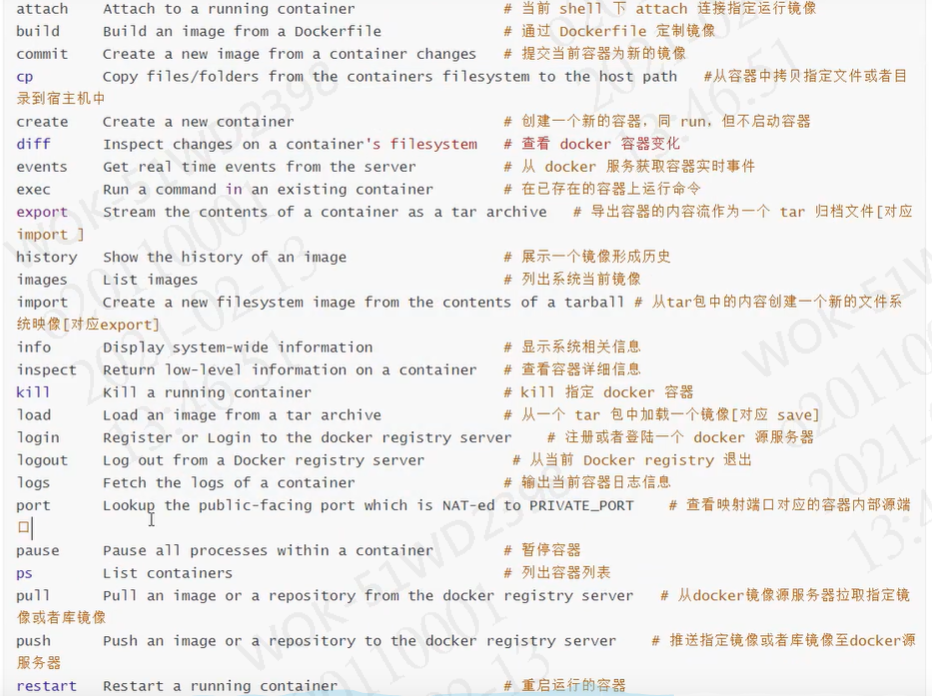 attach    Attach to a running container    # 当前 shell 下 attach 连接指定运行镜像
build     Build an image from a Dockerfile    # 通过 Dockerfile 定制镜像
commit    Create a new image from a container changes    # 提交当前容器为新的镜像
cp        Copy files/folders from the containers filesystem to the host path    #从容器中拷贝指定文件或者目
录到宿主机中
create    Create a new container    # 创建一个新的容器，同 run，但不启动容器
diff      Inspect changes on a container's filesystem    # 查看 docker 容器变化
events    Get real time events from the server    # 从 docker 服务获取容器实时事件
exec      Run a command in an existing container    # 在已存在的容器上运行命令
export    Stream the contents of a container as a tar archive    # 导出容器的内容流作为一个 tar 归档文件[对应
import ]
history   Show the history of an image    # 展示一个镜像形成历史
images    List images    # 列出系统当前镜像
import    Create a new filesystem image from the contents of a tarball # 从tar包中的内容创建一个新的文件系
统映像[对应export]
info      Display system-wide information    # 显示系统相关信息
inspect   Return low-level information on a container    # 查看容器详细信息
kill      Kill a running container    # kill 指定 docker 容器
load      Load an image from a tar archive    # 从一个 tar 包中加载一个镜像[对应 save]
login     Register or Login to the docker registry server    # 注册或者登陆一个 docker 源服务器
logout    Log out from a Docker registry server    # 从当前 Docker registry 退出
logs      Fetch the logs of a container    # 输出当前容器日志信息
port      Lookup the public-facing port which is NAT-ed to PRIVATE_PORT    # 查看映射端口对应的容器内部源端
口
pause     Pause all processes within a container    # 暂停容器
ps        List containers    # 列出容器列表
pull      Pull an image or a repository from the docker registry server    # 从docker镜像源服务器拉取指定镜
像或者库镜像
push      Push an image or a repository to the docker registry server    # 推送指定镜像或者库镜像至docker源
服务器
restart   Restart a running container    # 重启运行的容器
WOK-51WD2398
620110001
2021-02-13
13:46:51